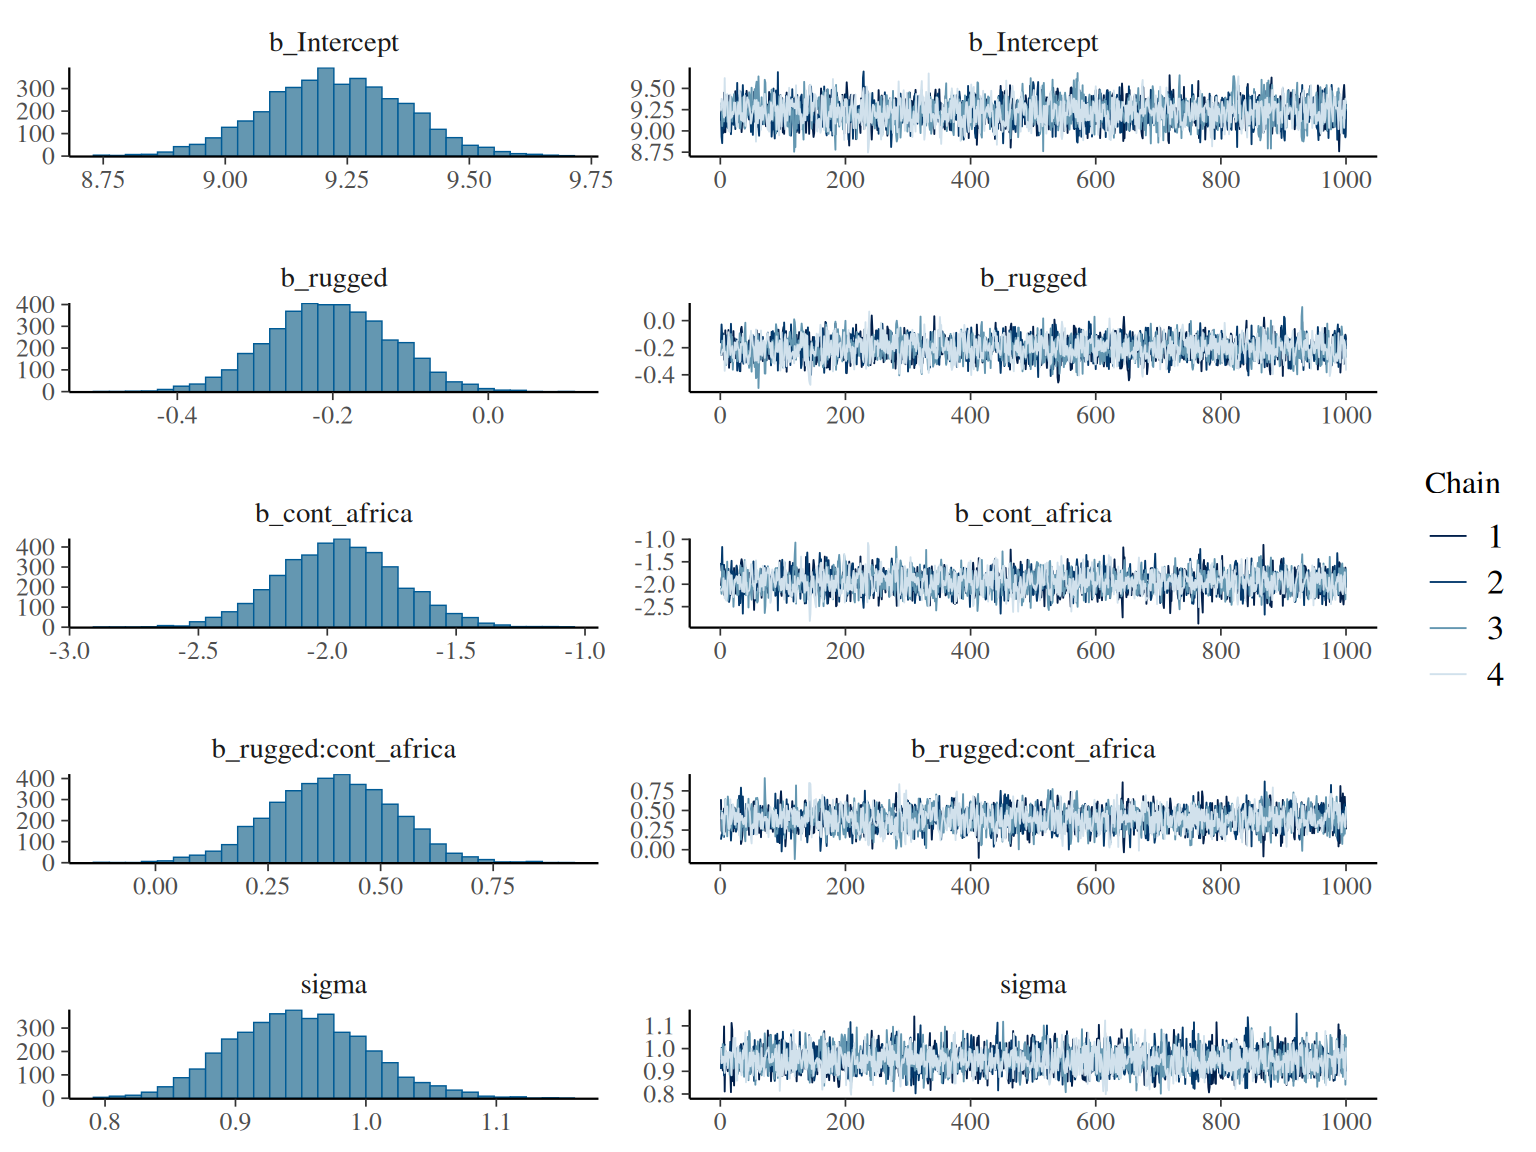 b_Intercept b_Intercept
300 9.50
200 9.25
100 9.00
0 8.75
8.75 9.00 9.25 9.50 9.75 0 200 400 600 800 1000
b_rugged b_rugged
400 0.0
300 -0.2
200 -0.4
100
0
-0.4 -0.2 0.0 0 200 400 600 800 1000
Chain
1
2
3
4
b_cont_africa b_cont_africa
400 -1.0
300 -1.5
200 -2.0
100 -2.5
0
-3.0 -2.5 -2.0 -1.5 -1.0 0 200 400 600 800 1000
b_rugged:cont_africa b_rugged:cont_africa
400 0.75
300 0.50
200 0.25
100 0.00
0
0.00 0.25 0.50 0.75 0 200 400 600 800 1000
sigma sigma
300 1.1
200 1.0
100 0.9
0 0.8
0.8 0.9 1.0 1.1 0 200 400 600 800 1000